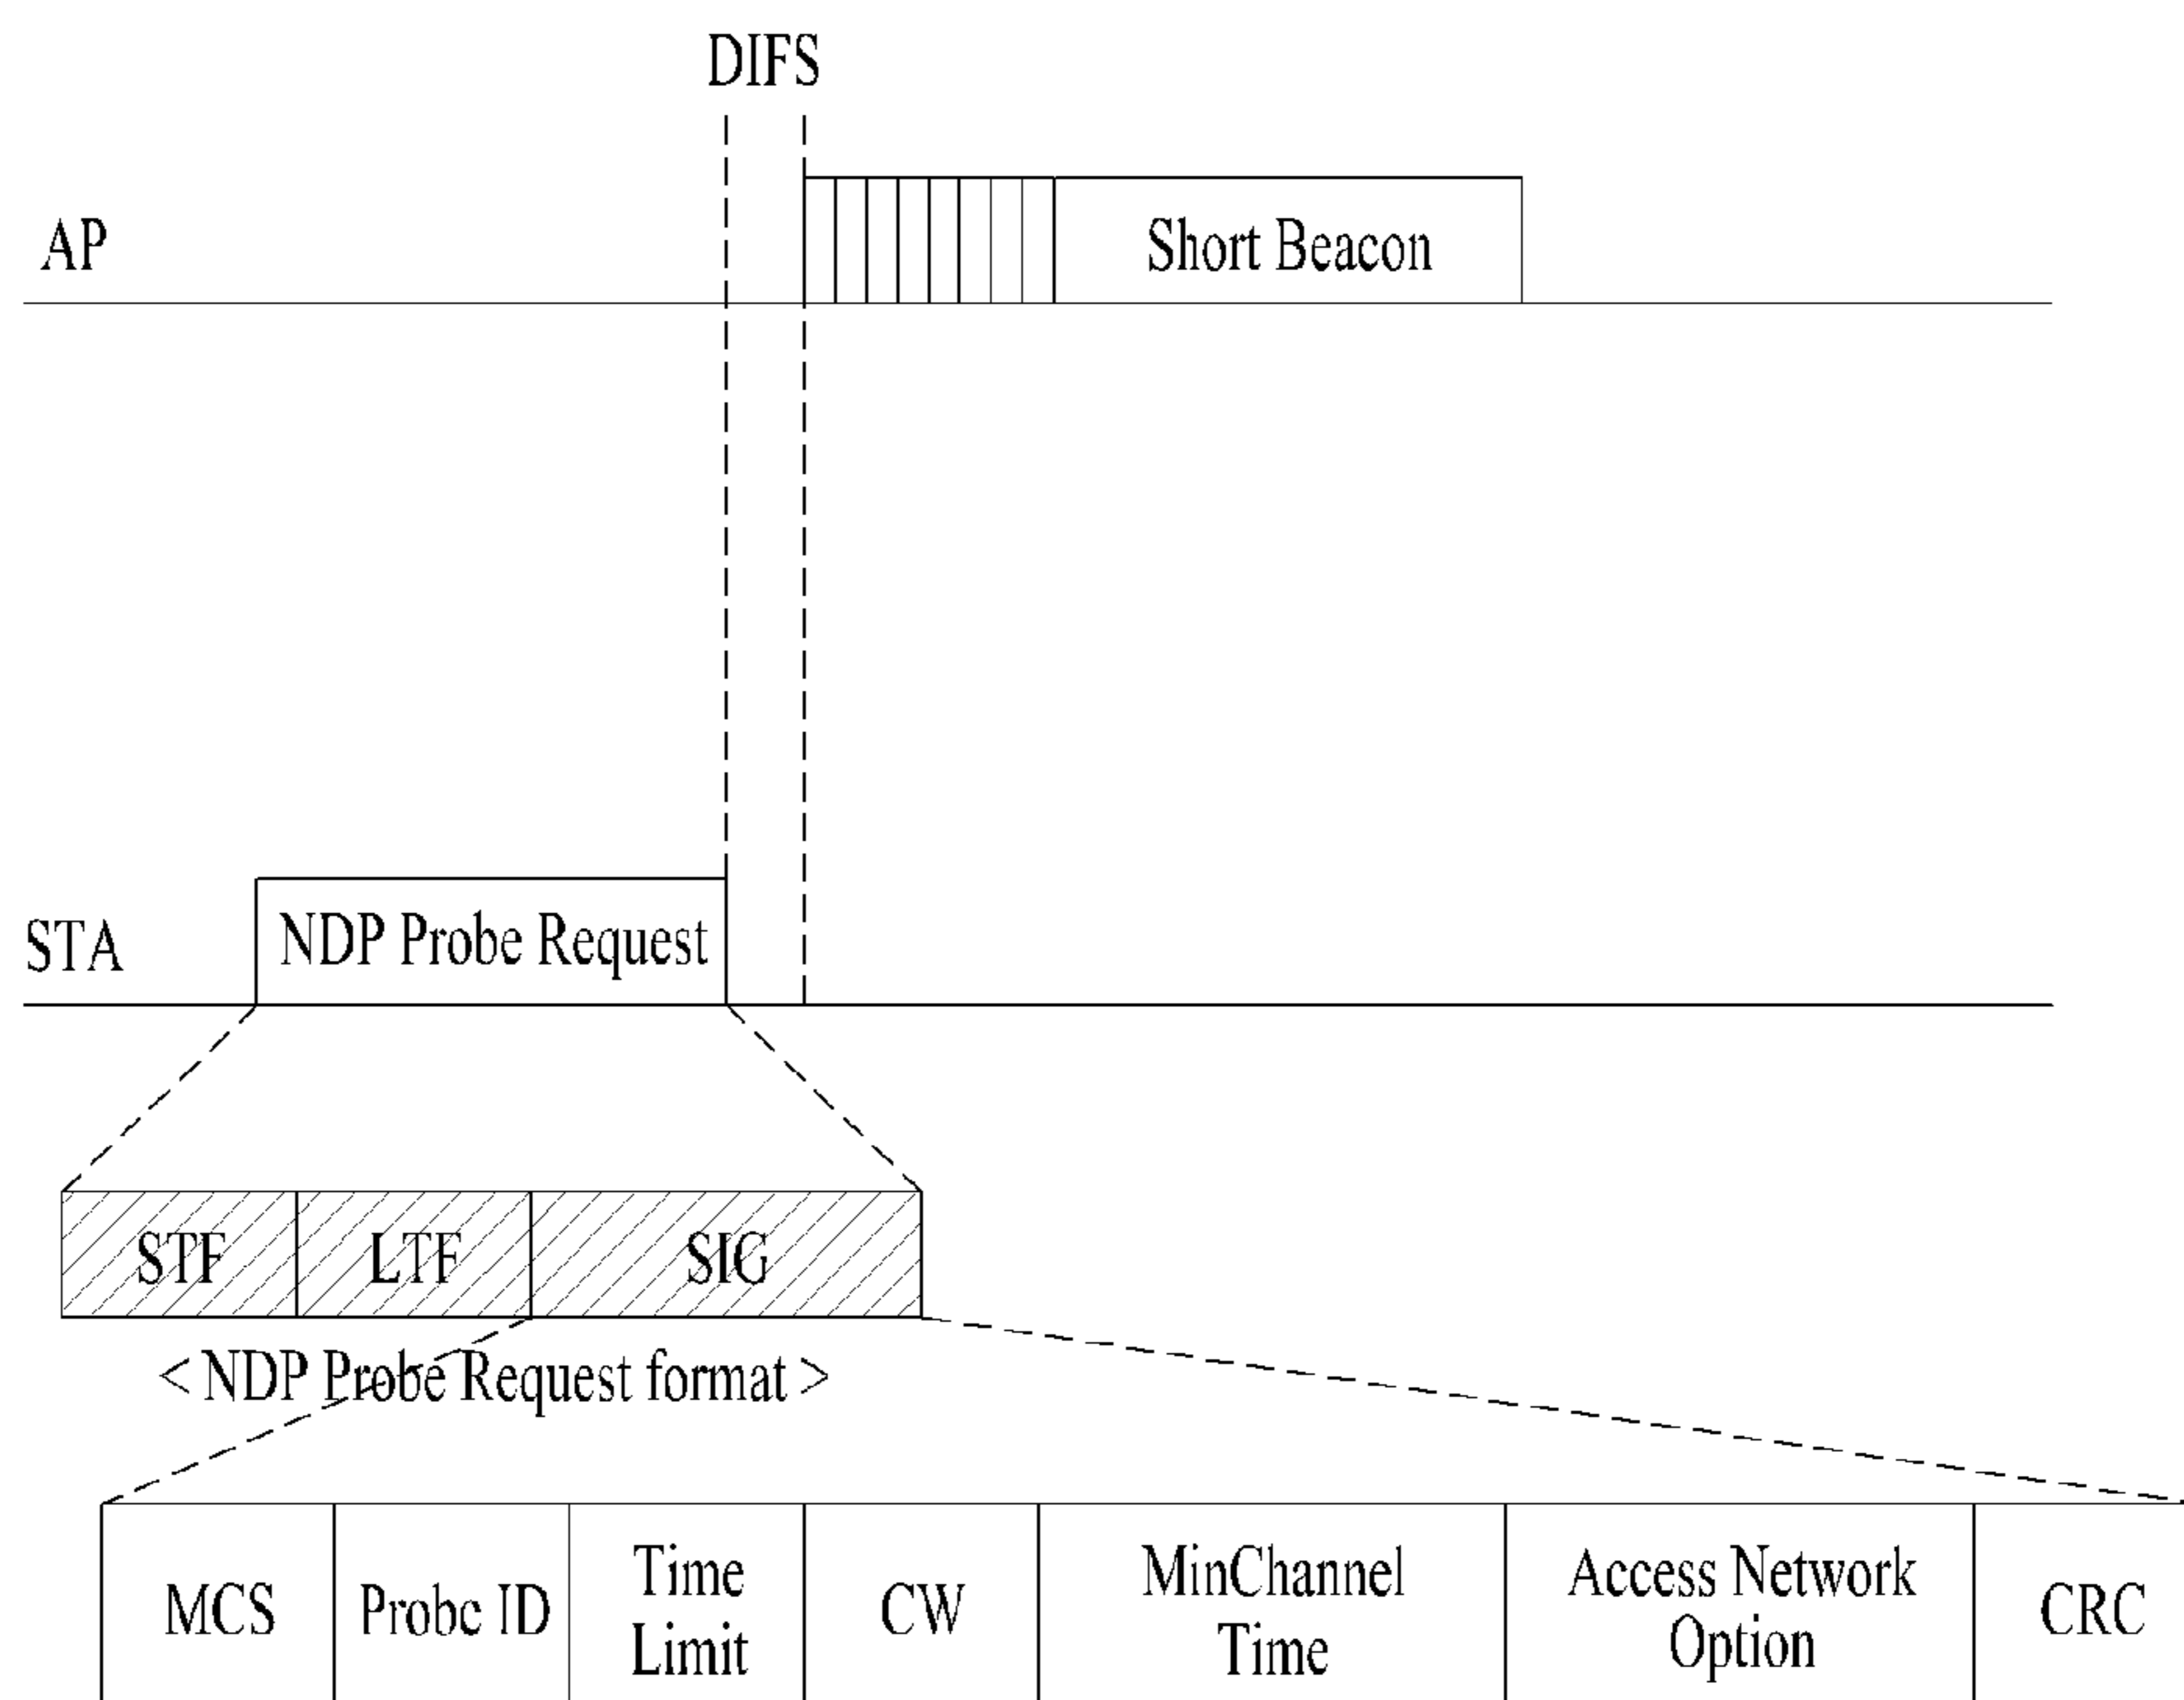 DIFS
AP
Short Beacon
STA
NDP Probe Request
STF
LTF
SIG
< NDP Probe Request format >
MCS
Probe ID
Time
Limit
CW
MinChannel
Time
Access Network
Option
CRC